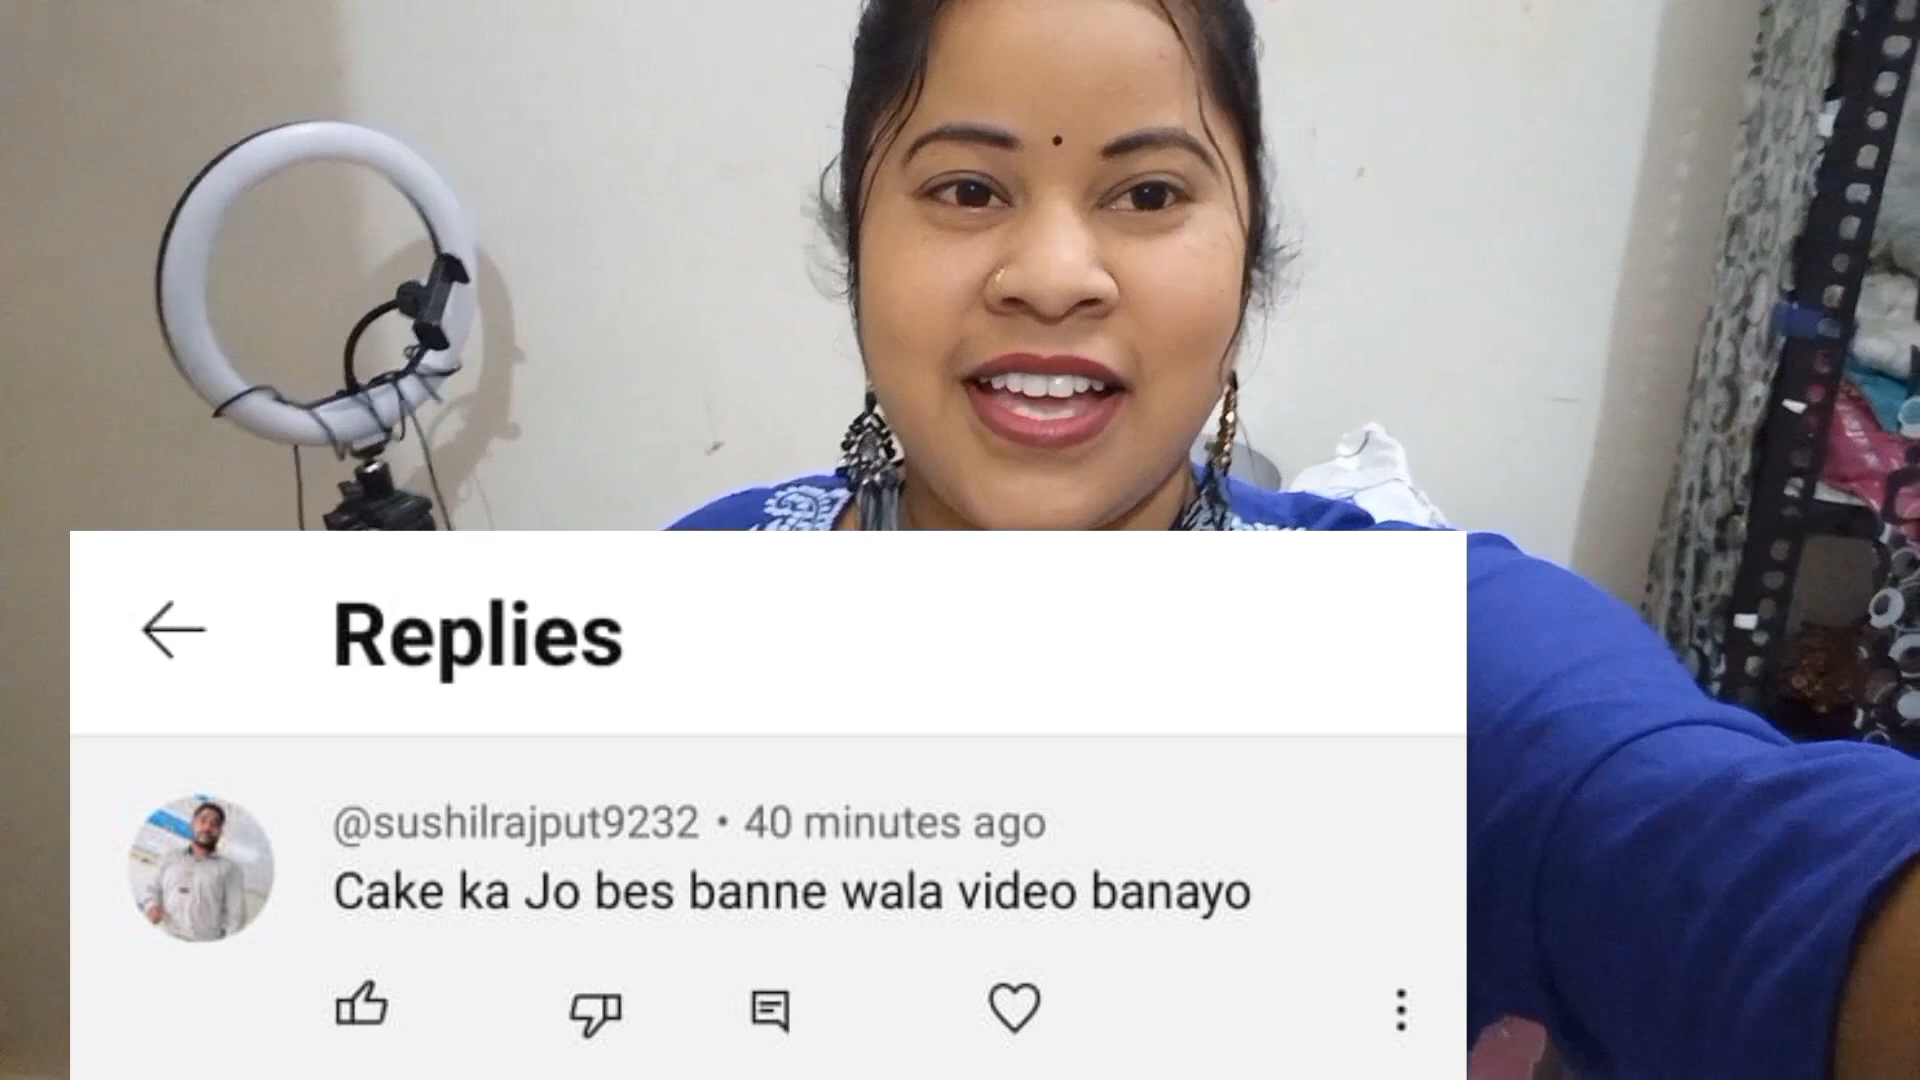 Replies
@sushilrajput9232 • 40 minutes ago
Cake ka Jo bes banne wala video banayo